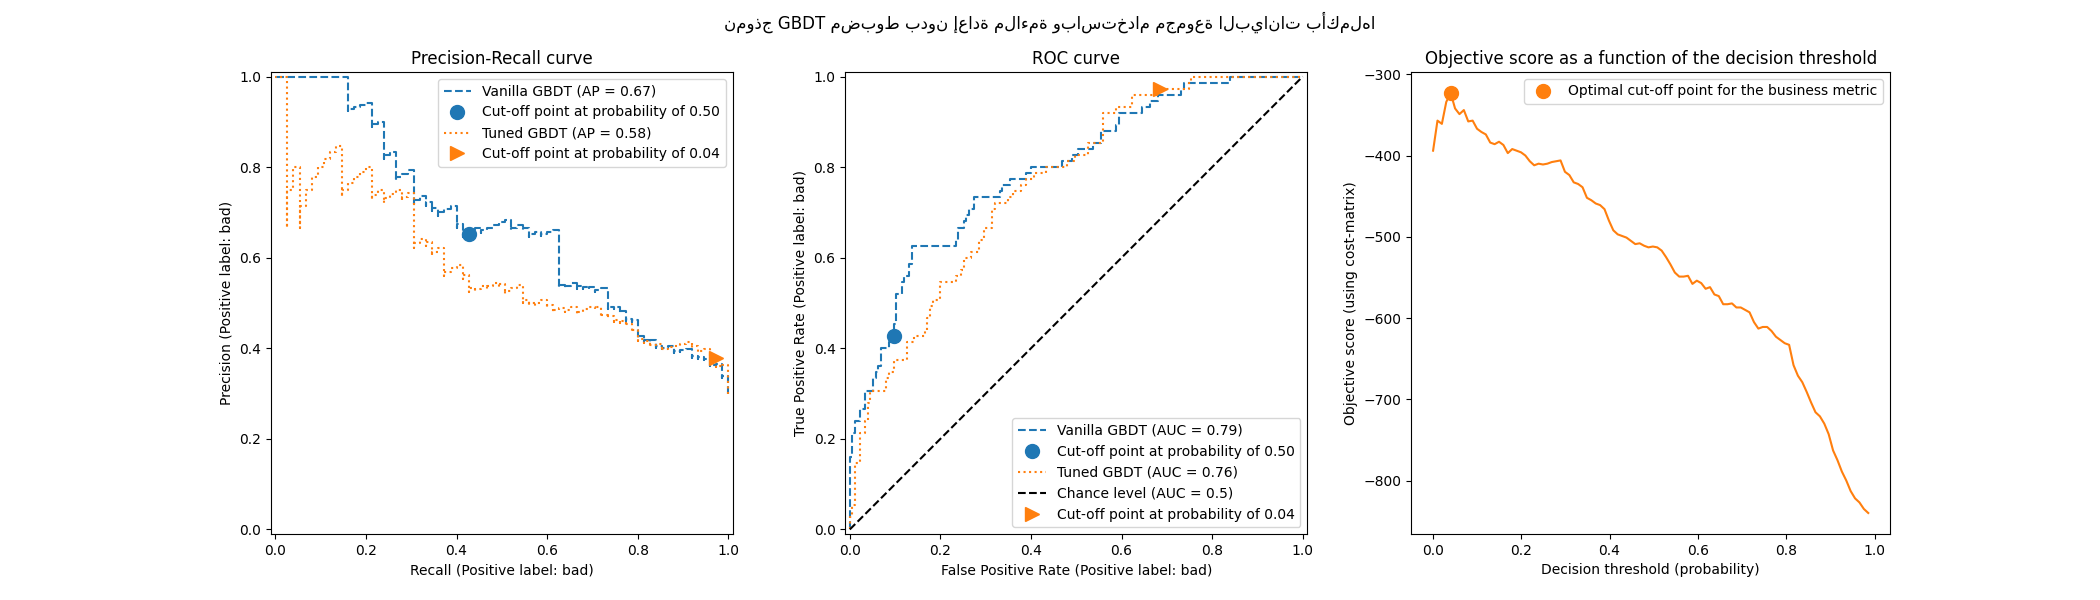 نموذج GBDT مضبوط بدون إعادة ملاءمة وباستخدام مجموعة البيانات بأكملها
Precision-Recall curve
Precision (Positive label: bad)
1.0
0.8
0.6
0.4
0.2
0.0
Vanilla GBDT (AP = 0.67)
Cut-off point at probability of 0.50
Tuned GBDT (AP = 0.58)
Cut-off point at probability of 0.04
0.0 0.2 0.4 0.6 0.8 1.0
Recall (Positive label: bad)
ROC curve
True Positive Rate (Positive label: bad)
1.0
0.8
0.6
0.4
0.2
0.0
Vanilla GBDT (AUC = 0.79)
Cut-off point at probability of 0.50
Tuned GBDT (AUC = 0.76)
Chance level (AUC = 0.5)
Cut-off point at probability of 0.04
0.0 0.2 0.4 0.6 0.8 1.0
False Positive Rate (Positive label: bad)
Objective score as a function of the decision threshold
Objective score (using cost-matrix)
−300
−400
−500
−600
−700
−800
Optimal cut-off point for the business metric
0.0 0.2 0.4 0.6 0.8 1.0
Decision threshold (probability)